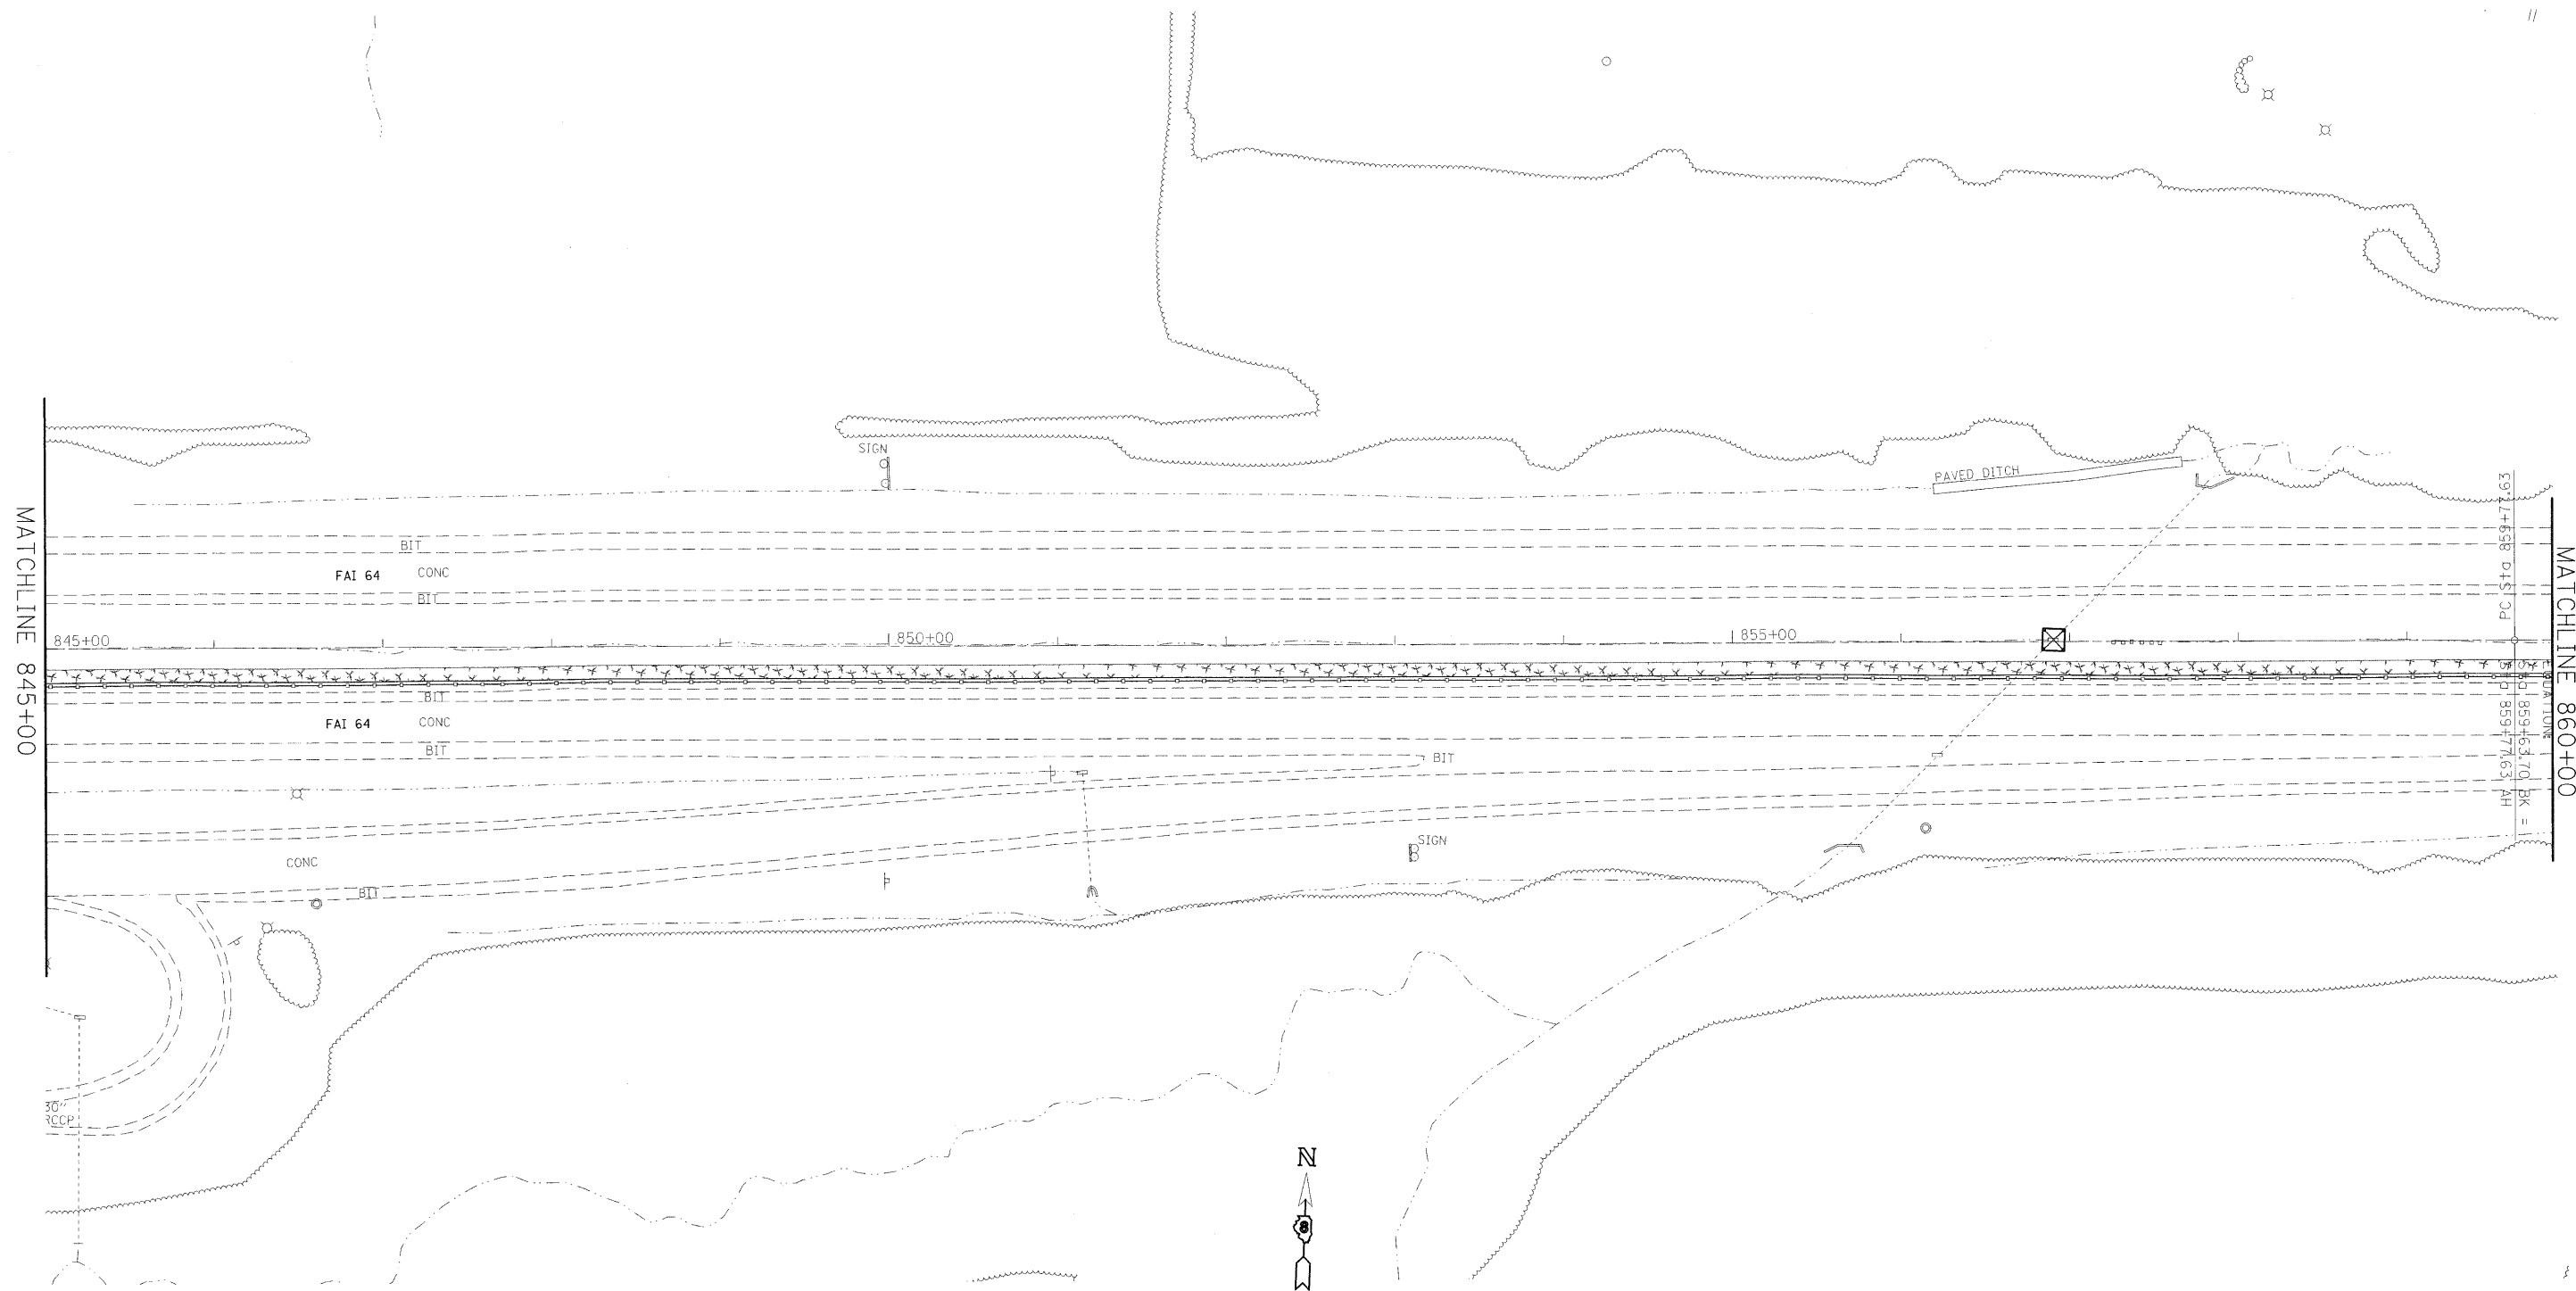 SIGN
PAVED DITCH
BIT
FAI 64 CONC
BIT
845+00
850+00
855+00
BIT
FAI 64 CONC
BIT
BIT
SIGN
CONC
BIT
30"
RCCP
MATCHLINE 845+00
PC Sta 859+77.63
EQUATION:
Sta 859+63.70 BK =
Sta 859+77.63 AH
MATCHLINE 860+00
N
8